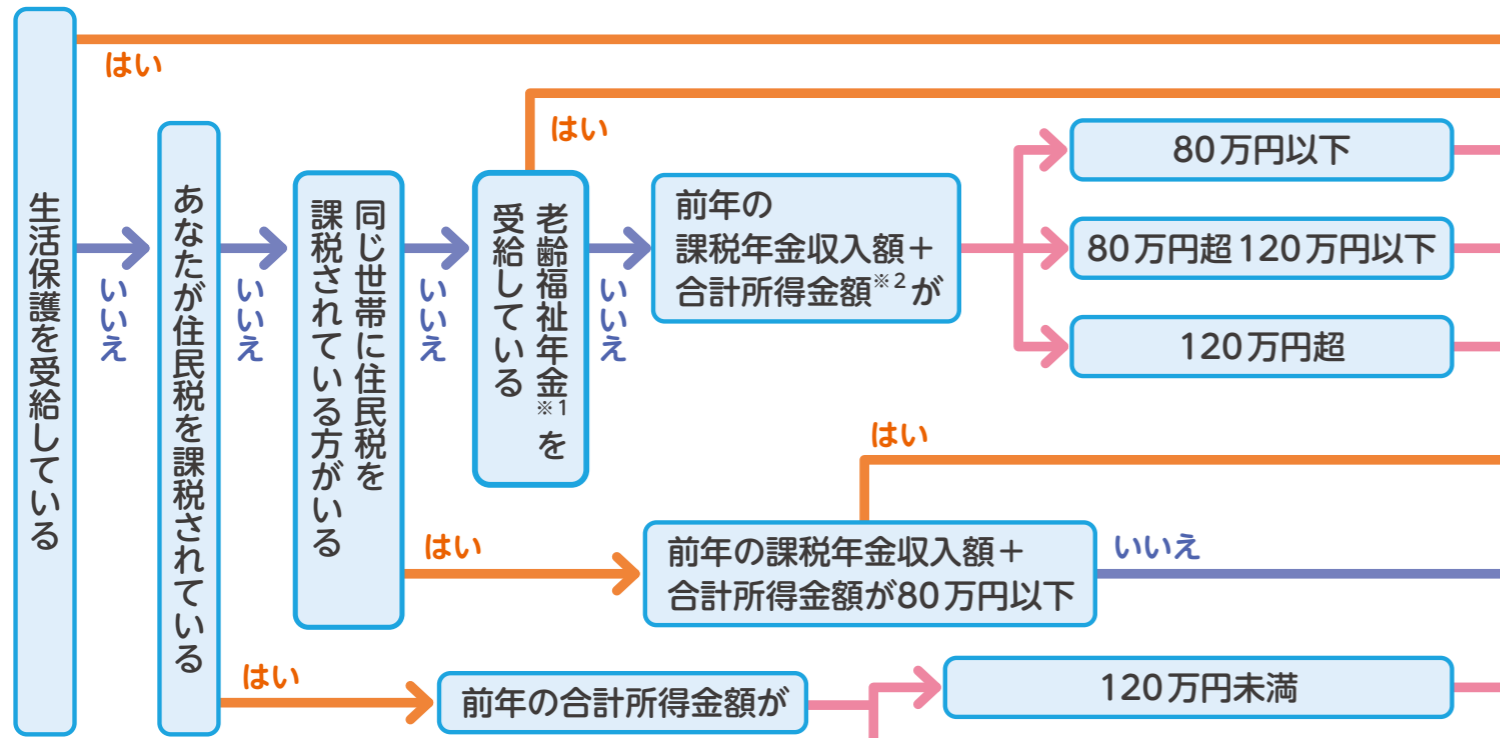 生活保護を受給している
はい
いいえ
あなたが住民税を課税されている
いいえ
同じ世帯に住民税を
課税されている方がいる
いいえ
はい
老齢福祉年金※1を
受給している
いいえ
前年の
課税年金収入額＋
合計所得金額※2が
80万円以下
80万円超120万円以下
120万円超
はい
前年の課税年金収入額＋
合計所得金額が80万円以下
はい
いいえ
はい
前年の合計所得金額が
120万円未満